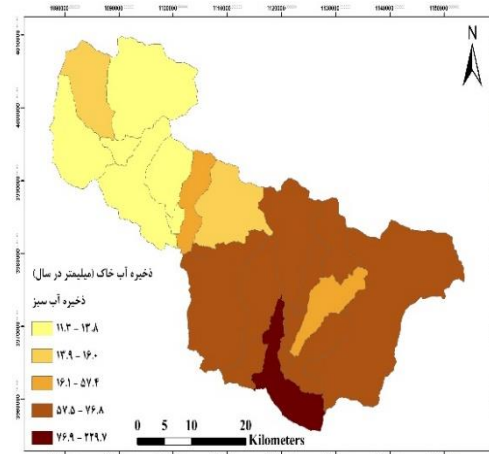 N
ذخیره آب خاک (میلیمتر در سال)
ذخیره آب سبز
۱۱.۳ - ۱۳.۸
۱۳.۹ - ۱۶.۰
۱۶.۱ - ۵۷.۴
۵۷.۵ - ۷۶.۸
۷۶.۹ - ۲۲۹.۷
0 5 10 20
Kilometers